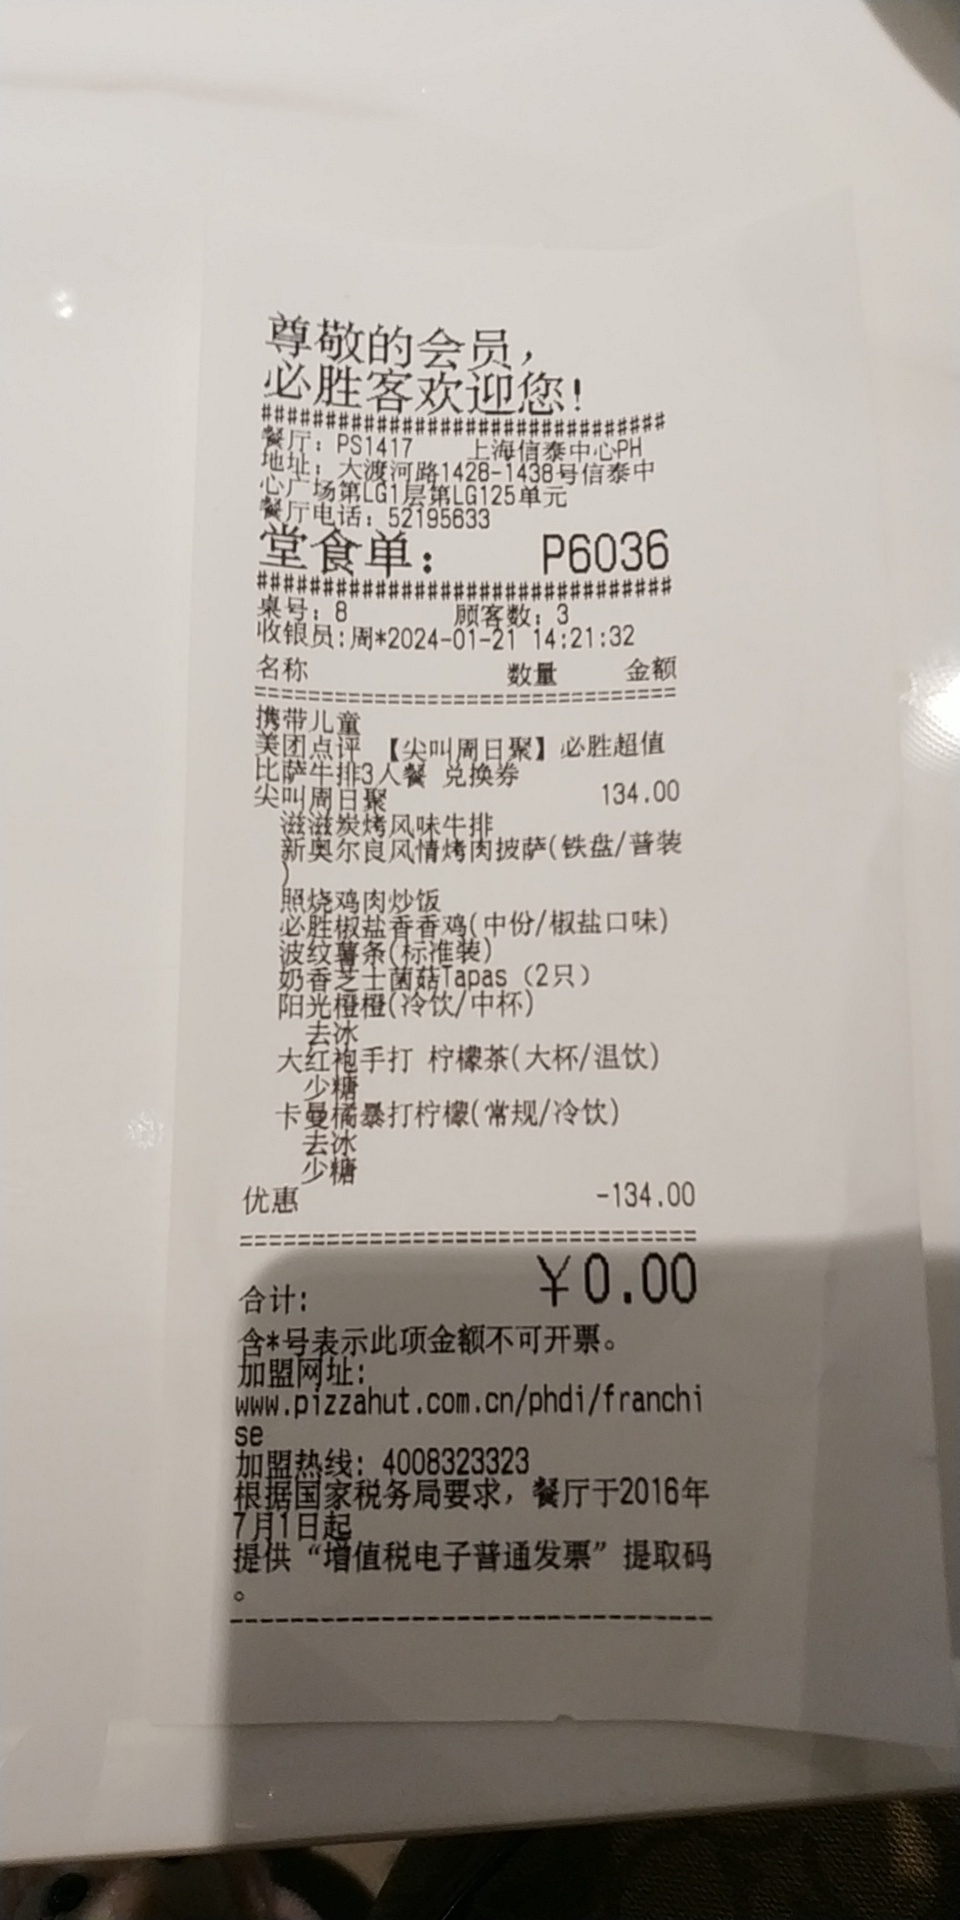 尊敬的会员，
必胜客欢迎您！
################################
餐厅：PS1417 上海信泰中心PH
地址：大渡河路1428-1438号信泰中
心广场第LG1层第LG125单元
餐厅电话：52195633
堂食单： P6036
################################
桌号：8 顾客数：3
收银员:周*2024-01-21 14:21:32
名称 数量 金额
================================
携带儿童
美团点评 【尖叫周日聚】必胜超值
比萨牛排3人餐 兑换券
尖叫周日聚 134.00
滋滋炭烤风味牛排
新奥尔良风情烤肉披萨(铁盘/普装
)
照烧鸡肉炒饭
必胜椒盐香香鸡(中份/椒盐口味)
波纹薯条(标准装)
奶香芝士菌菇Tapas（2只）
阳光橙橙(冷饮/中杯)
去冰
大红袍手打 柠檬茶(大杯/温饮)
少糖
卡曼橘暴打柠檬(常规/冷饮)
去冰
少糖
优惠 -134.00
================================
合计: ￥0.00
含*号表示此项金额不可开票。
加盟网址:
www.pizzahut.com.cn/phdi/franchi
se
加盟热线: 4008323323
根据国家税务局要求，餐厅于2016年
7月1日起
提供“增值税电子普通发票”提取码
。
--------------------------------